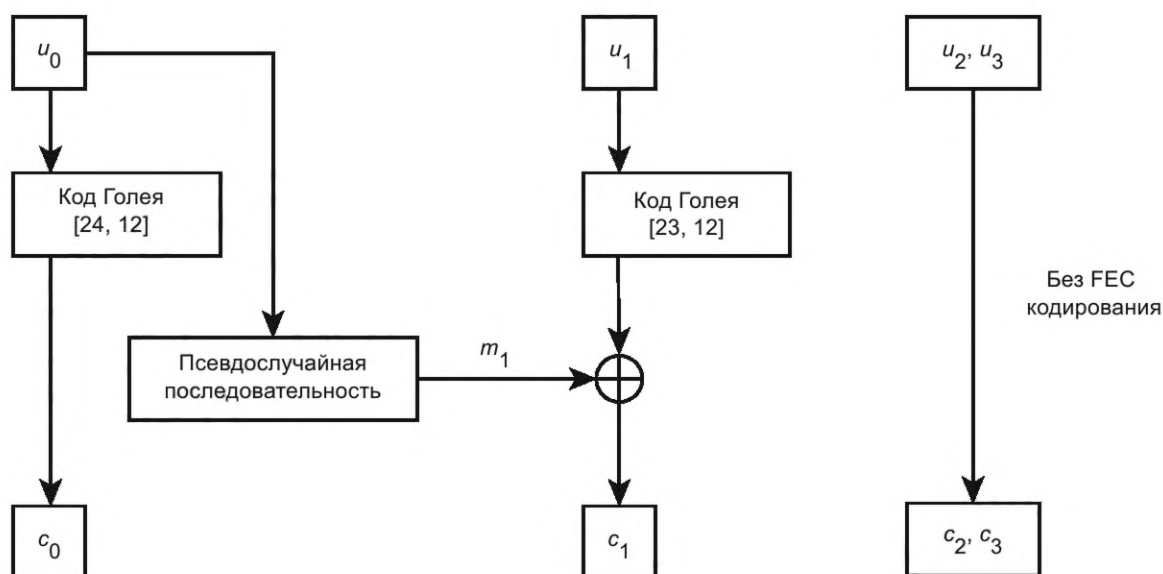 u0
u1
u2, u3
Код Голея
[24, 12]
Код Голея
[23, 12]
Без FEC
кодирования
Псевдослучайная
последовательность
m1
c0
c1
c2, c3